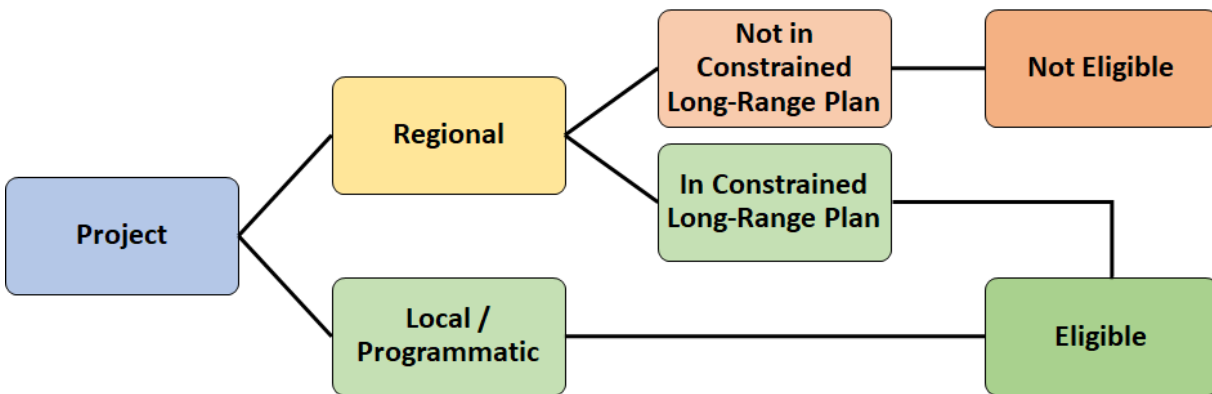 Project
Regional
Local /
Programmatic
Not in
Constrained
Long-Range Plan
In Constrained
Long-Range Plan
Not Eligible
Eligible